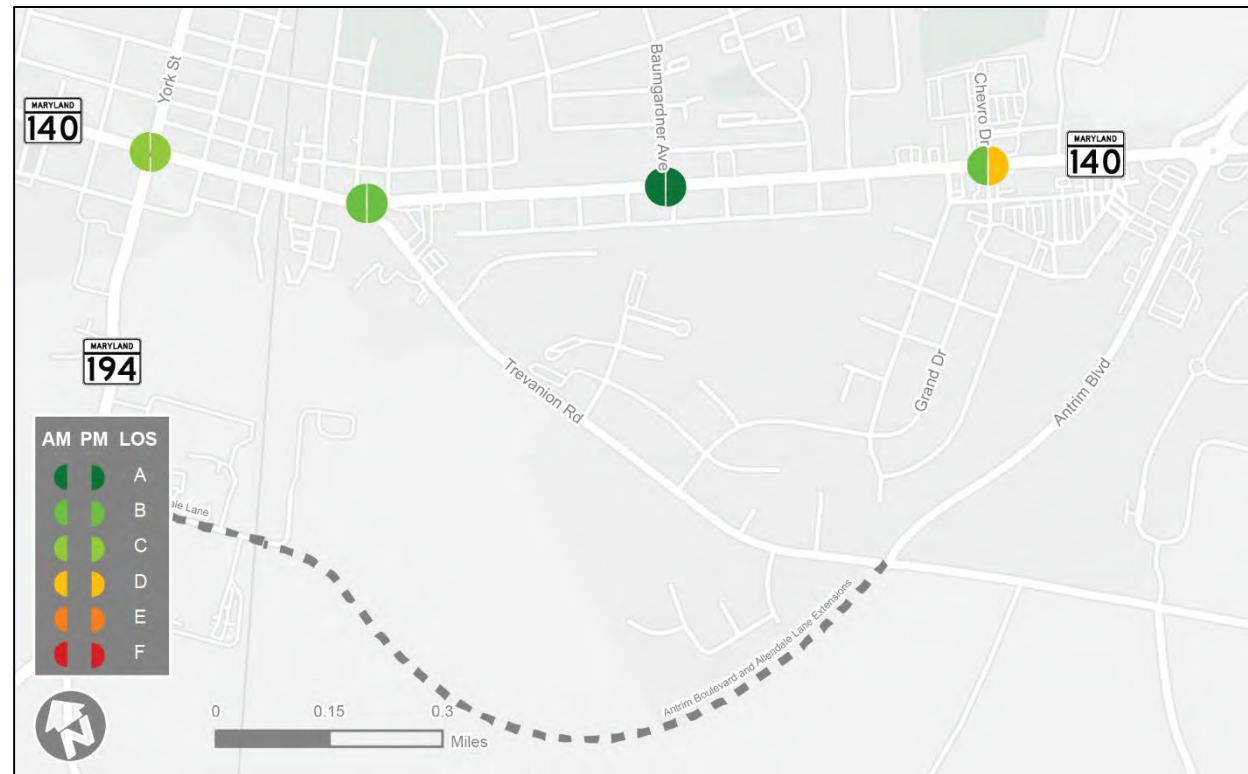 York St
Baumgardner Ave
Chevro Dr
MARYLAND
140
MARYLAND
140
MARYLAND
194
Trevanion Rd
Grand Dr
Antrim Blvd
AM PM LOS
A
B
C
D
E
F
ale Lane
Antrim Boulevard and Allendale Lane Extensions
N
0 0.15 0.3
Miles